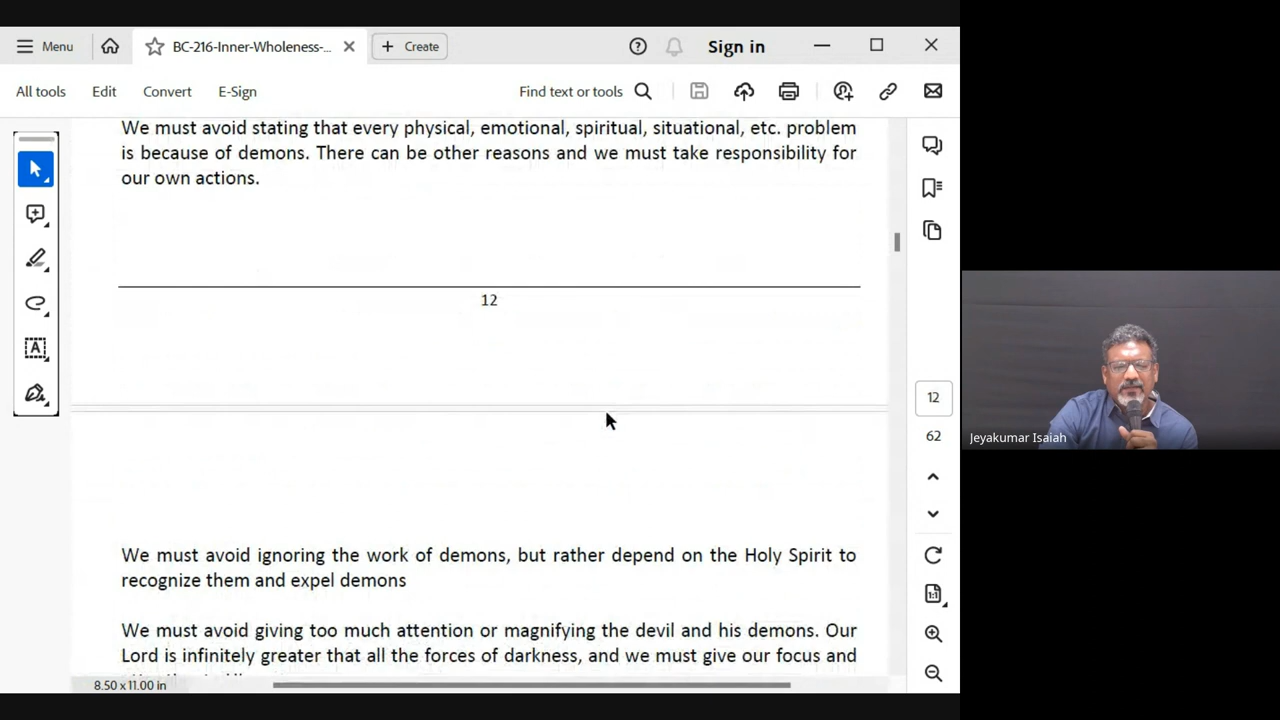 Menu
BC-216-Inner-Wholeness-...
Create
Sign in
All tools
Edit
Convert
E-Sign
Find text or tools
We must avoid stating that every physical, emotional, spiritual, situational, etc. problem
is because of demons. There can be other reasons and we must take responsibility for
our own actions.
12
We must avoid ignoring the work of demons, but rather depend on the Holy Spirit to
recognize them and expel demons
We must avoid giving too much attention or magnifying the devil and his demons. Our
Lord is infinitely greater that all the forces of darkness, and we must give our focus and
8.50 x 11.00 in
12
62
1:1
Jeyakumar Isaiah